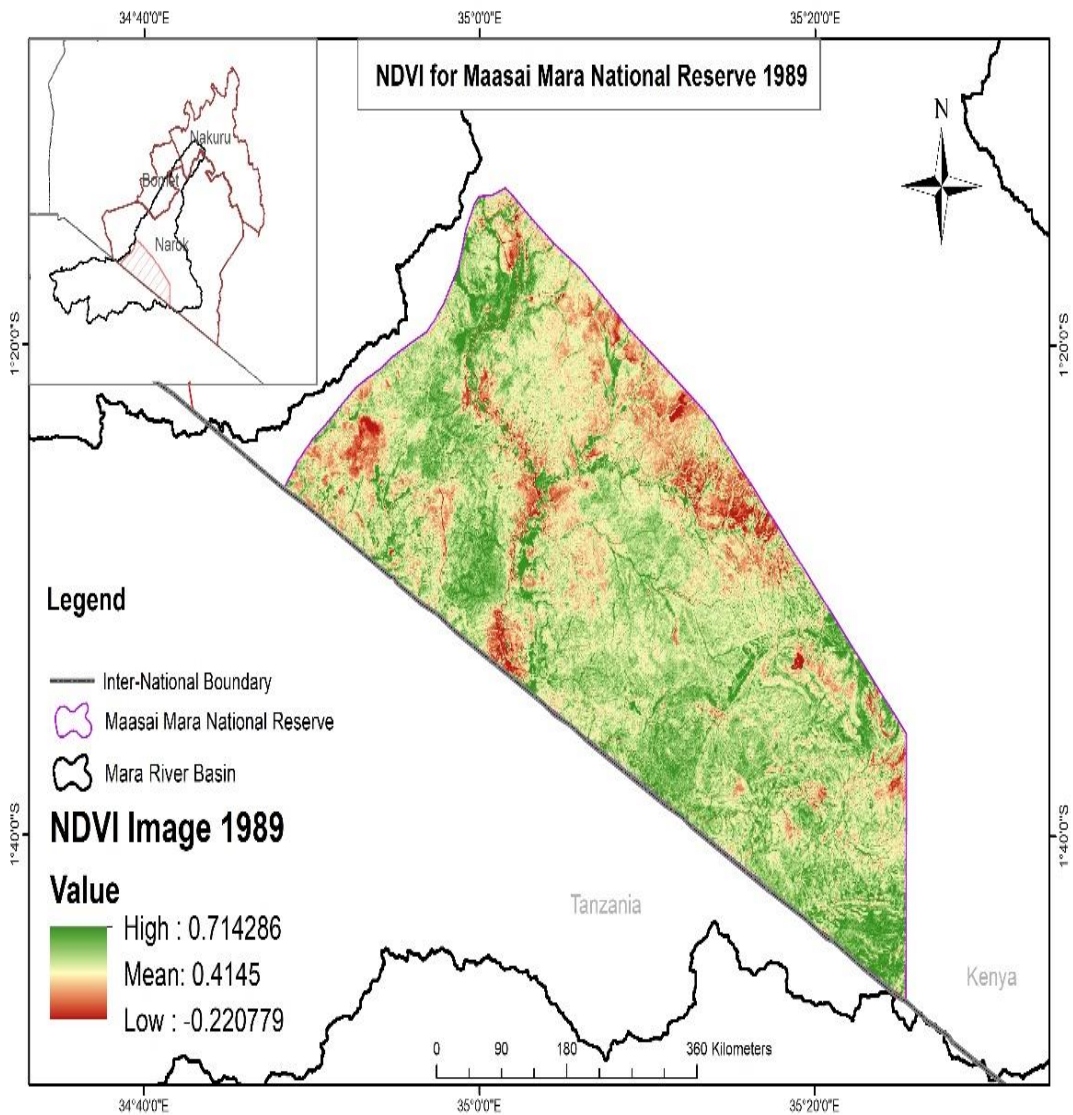 34°40'0"E
35°0'0"E
35°20'0"E
NDVI for Maasai Mara National Reserve 1989
N
Nakuru
Bomet
Narok
1°20'0"S
1°20'0"S
Legend
Inter-National Boundary
Maasai Mara National Reserve
Mara River Basin
NDVI Image 1989
Value
High : 0.714286
Mean: 0.4145
Low : -0.220779
1°40'0"S
1°40'0"S
Tanzania
Kenya
0 90 180 360 Kilometers
34°40'0"E
35°0'0"E
35°20'0"E